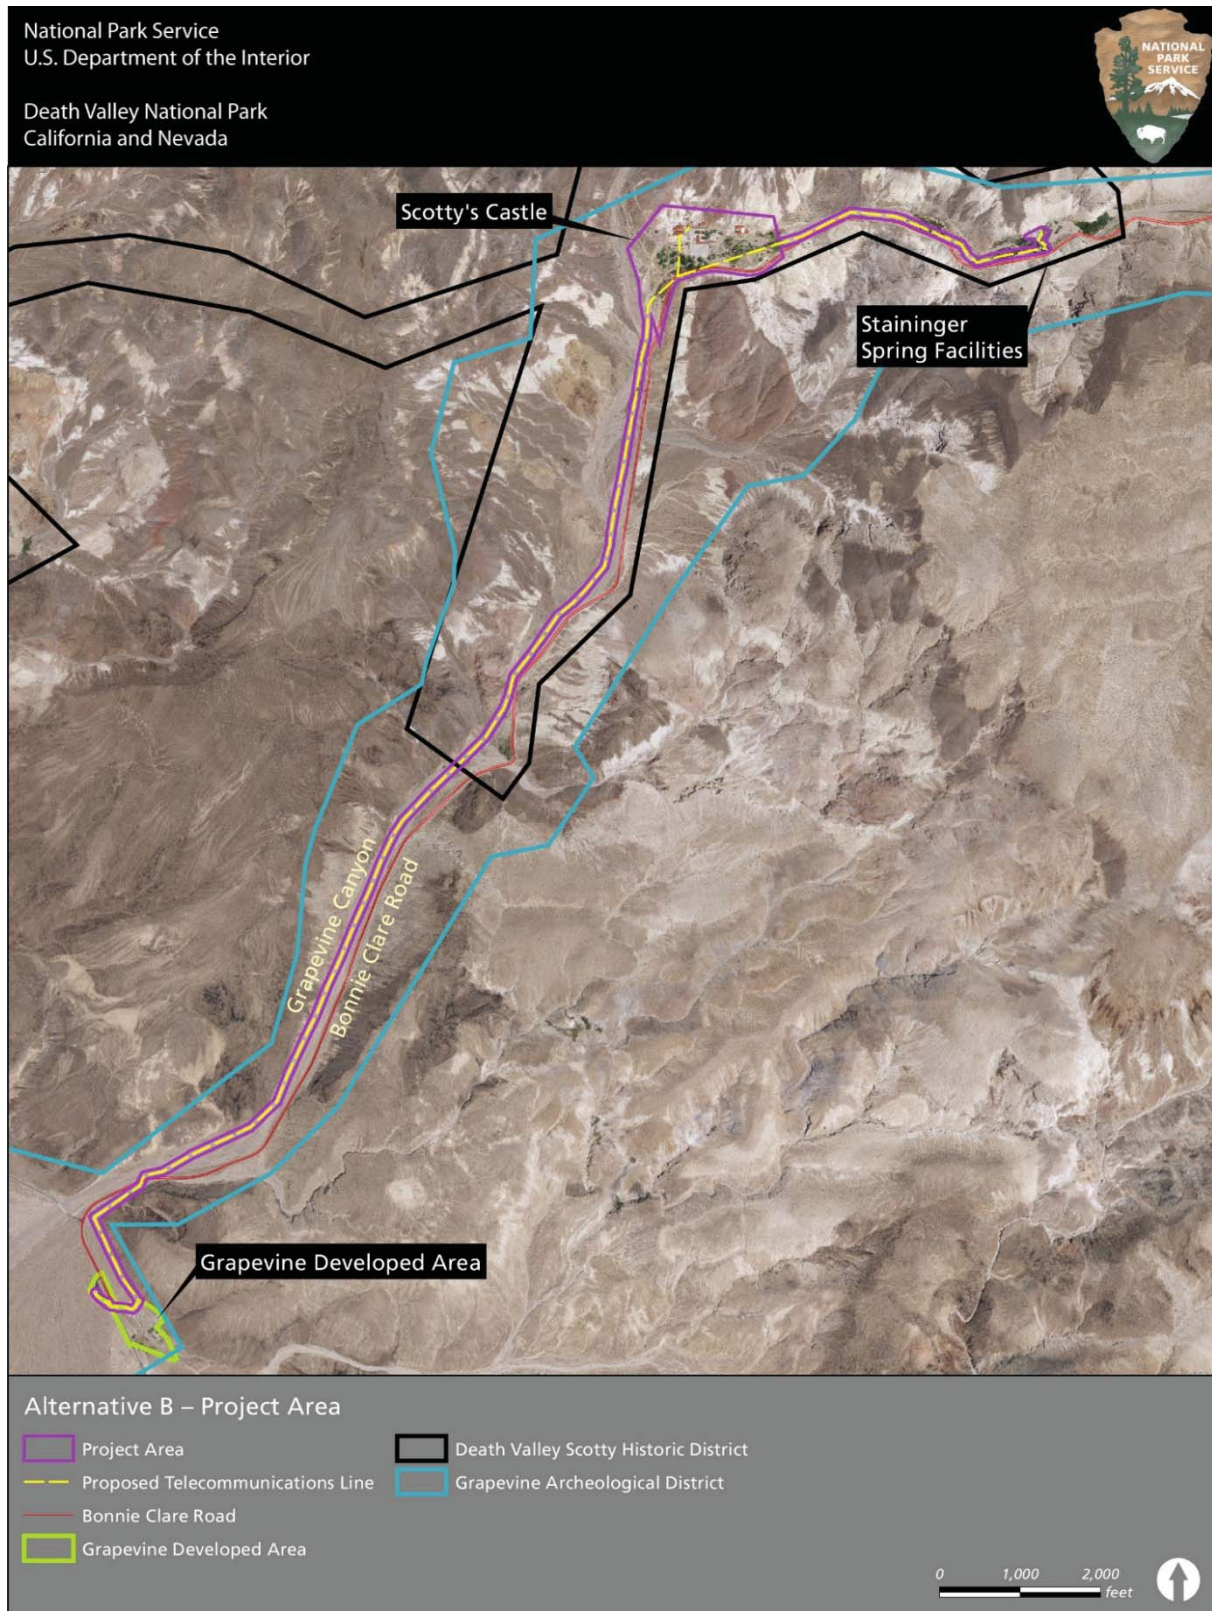 National Park Service
U.S. Department of the Interior
Death Valley National Park
California and Nevada
NATIONAL
PARK
SERVICE
Scotty's Castle
Staininger
Spring Facilities
Grapevine Canyon
Bonnie Clare Road
Grapevine Developed Area
Alternative B – Project Area
Project Area
Proposed Telecommunications Line
Bonnie Clare Road
Grapevine Developed Area
Death Valley Scotty Historic District
Grapevine Archeological District
0 1,000 2,000
feet